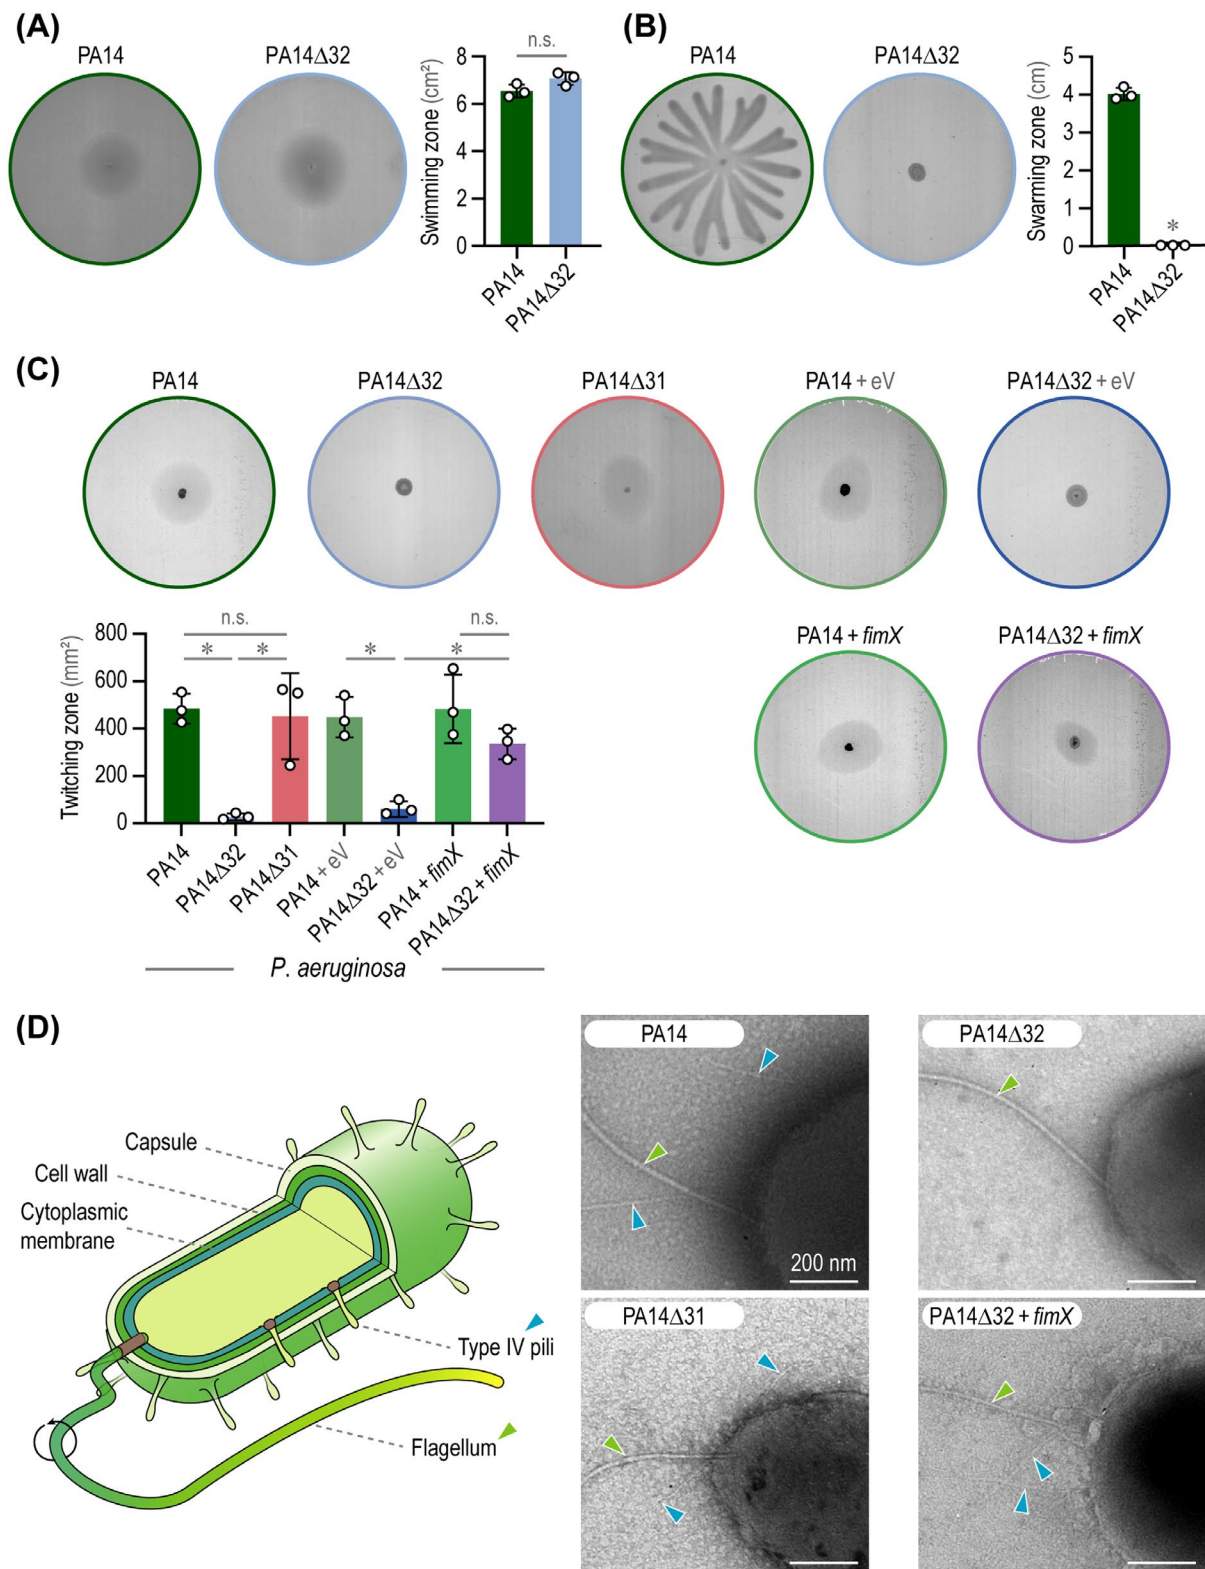 (A)
PA14
PA14Δ32
n.s.
Swimming zone (cm²)
8
6
4
2
0
PA14
PA14Δ32
(B)
PA14
PA14Δ32
Swarming zone (cm)
5
4
3
2
1
0
*
PA14
PA14Δ32
(C)
PA14
PA14Δ32
PA14Δ31
PA14 + eV
PA14Δ32 + eV
PA14 + fimX
PA14Δ32 + fimX
Twitching zone (mm²)
800
600
400
200
0
n.s.
n.s.
*
*
*
*
PA14
PA14Δ32
PA14Δ31
PA14 + eV
PA14Δ32 + eV
PA14 + fimX
PA14Δ32 + fimX
P. aeruginosa
(D)
Capsule
Cell wall
Cytoplasmic
membrane
Type IV pili
Flagellum
PA14
200 nm
PA14Δ32
PA14Δ31
PA14Δ32 + fimX